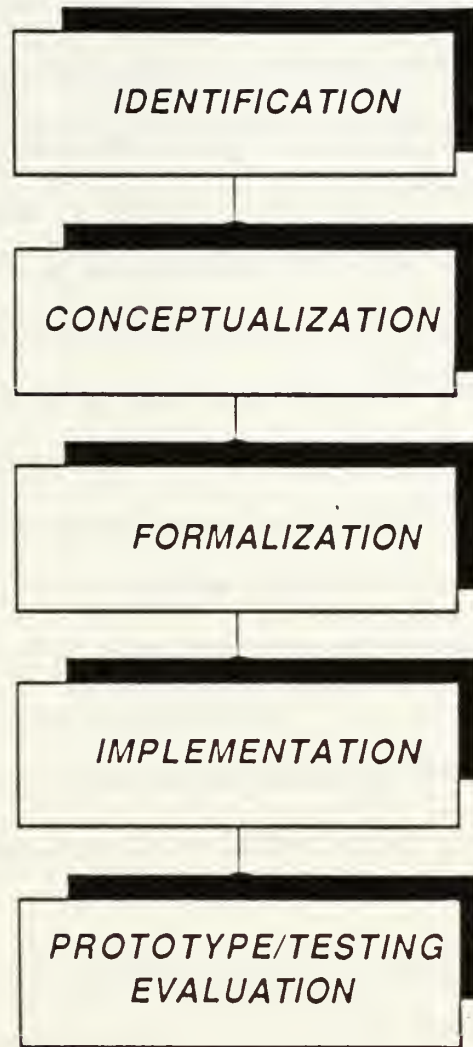 IDENTIFICATION
CONCEPTUALIZATION
FORMALIZATION
IMPLEMENTATION
PROTOTYPE/TESTING
EVALUATION